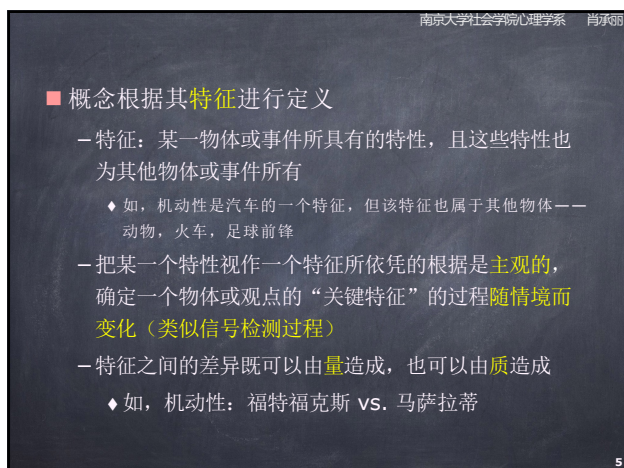 南京大学社会学院心理学系 肖承丽
■ 概念根据其特征进行定义
– 特征：某一物体或事件所具有的特性，且这些特性也
为其他物体或事件所有
♦ 如，机动性是汽车的一个特征，但该特征也属于其他物体——
动物，火车，足球前锋
– 把某一个特性视作一个特征所依凭的根据是主观的，
确定一个物体或观点的“关键特征”的过程随情境而
变化（类似信号检测过程）
– 特征之间的差异既可以由量造成，也可以由质造成
♦ 如，机动性：福特福克斯 vs. 马萨拉蒂
5